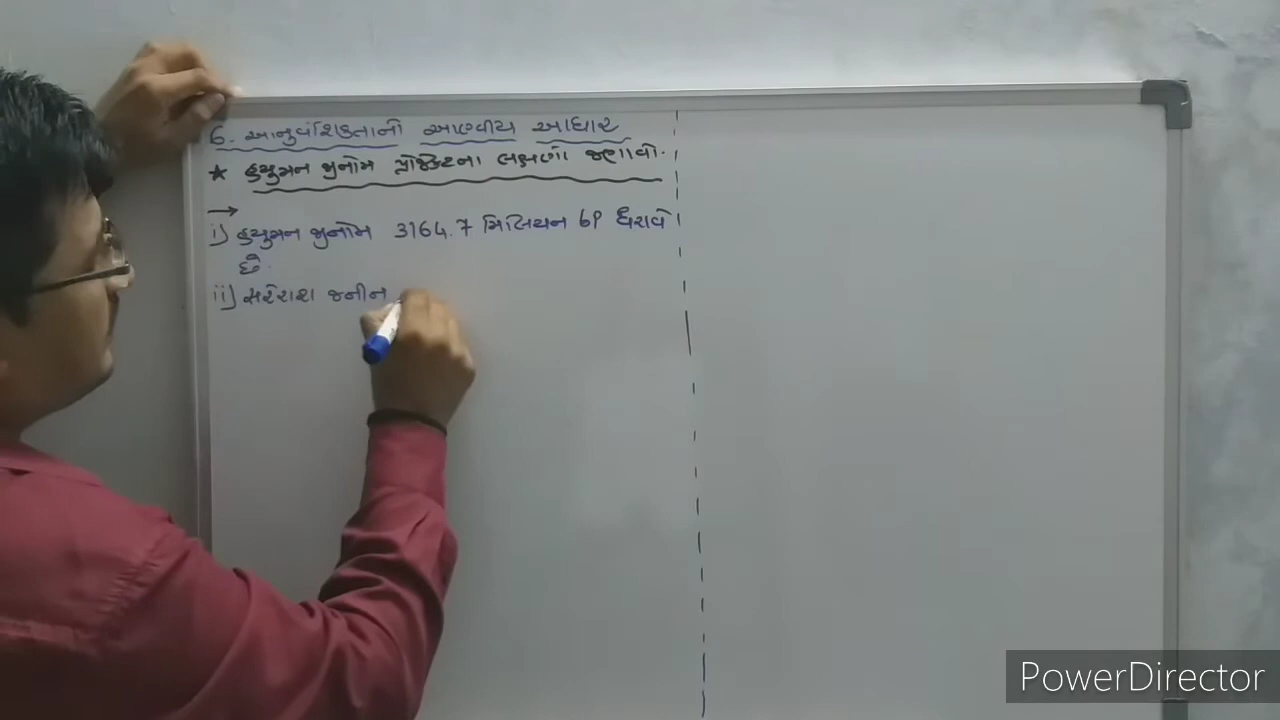 6. આનુવંશિકતાનો આણ્વીય આધાર
★ હ્યુમન જીનોમ પ્રોજેક્ટના લક્ષણો જણાવો.
→
i) હ્યુમન જીનોમ 3164.7 મિલિયન bp ધરાવે
છે.
ii) સરેરાશ જનીન
PowerDirector